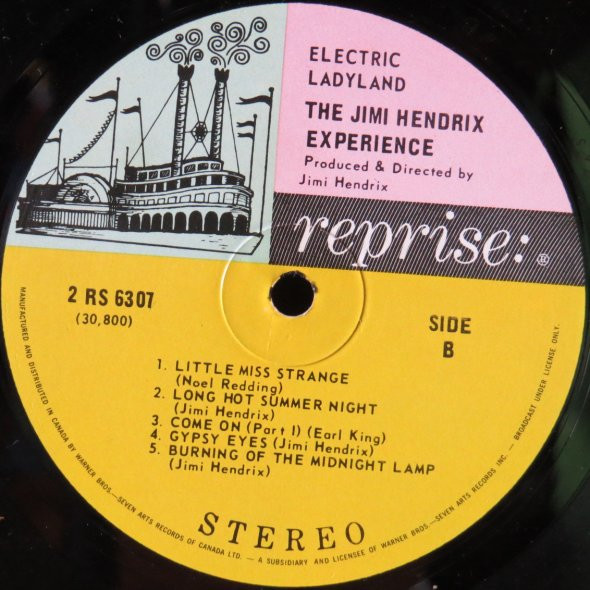 ELECTRIC
LADYLAND
THE JIMI HENDRIX
EXPERIENCE
Produced & Directed by
Jimi Hendrix
reprise:®
2 RS 6307
(30,800)
SIDE
B
1. LITTLE MISS STRANGE
(Noel Redding)
2. LONG HOT SUMMER NIGHT
(Jimi Hendrix)
3. COME ON (Part I) (Earl King)
4. GYPSY EYES (Jimi Hendrix)
5. BURNING OF THE MIDNIGHT LAMP
(Jimi Hendrix)
STEREO
MANUFACTURED AND DISTRIBUTED IN CANADA BY WARNER BROS.—SEVEN ARTS RECORDS OF CANADA LTD. — A SUBSIDIARY AND LICENSEE OF WARNER BROS.—SEVEN ARTS RECORDS INC. — BROADCAST UNDER LICENSE ONLY.